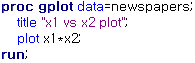 proc gplot data=newspapers;
title "x1 vs x2 plot";
plot x1*x2;
run;